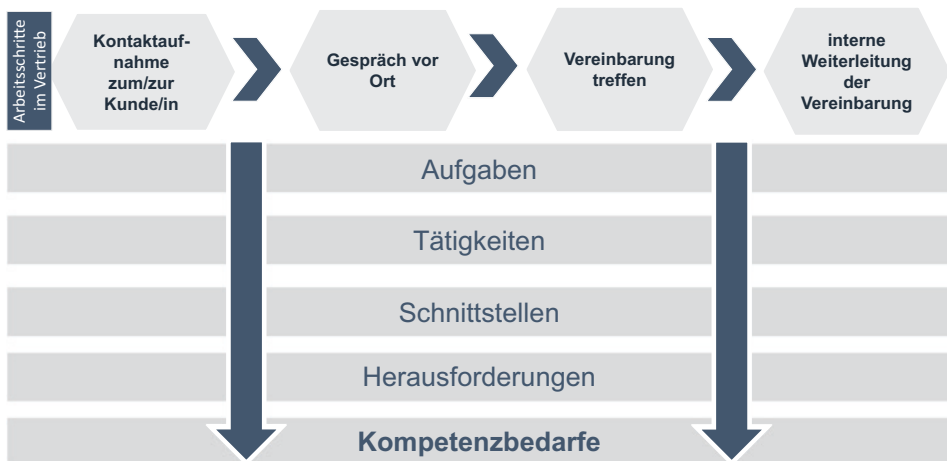 Arbeitsschritte
im Vertrieb
Kontaktauf-
nahme
zum/zur
Kunde/in
Gespräch vor
Ort
Vereinbarung
treffen
interne
Weiterleitung
der
Vereinbarung
Aufgaben
Tätigkeiten
Schnittstellen
Herausforderungen
Kompetenzbedarfe